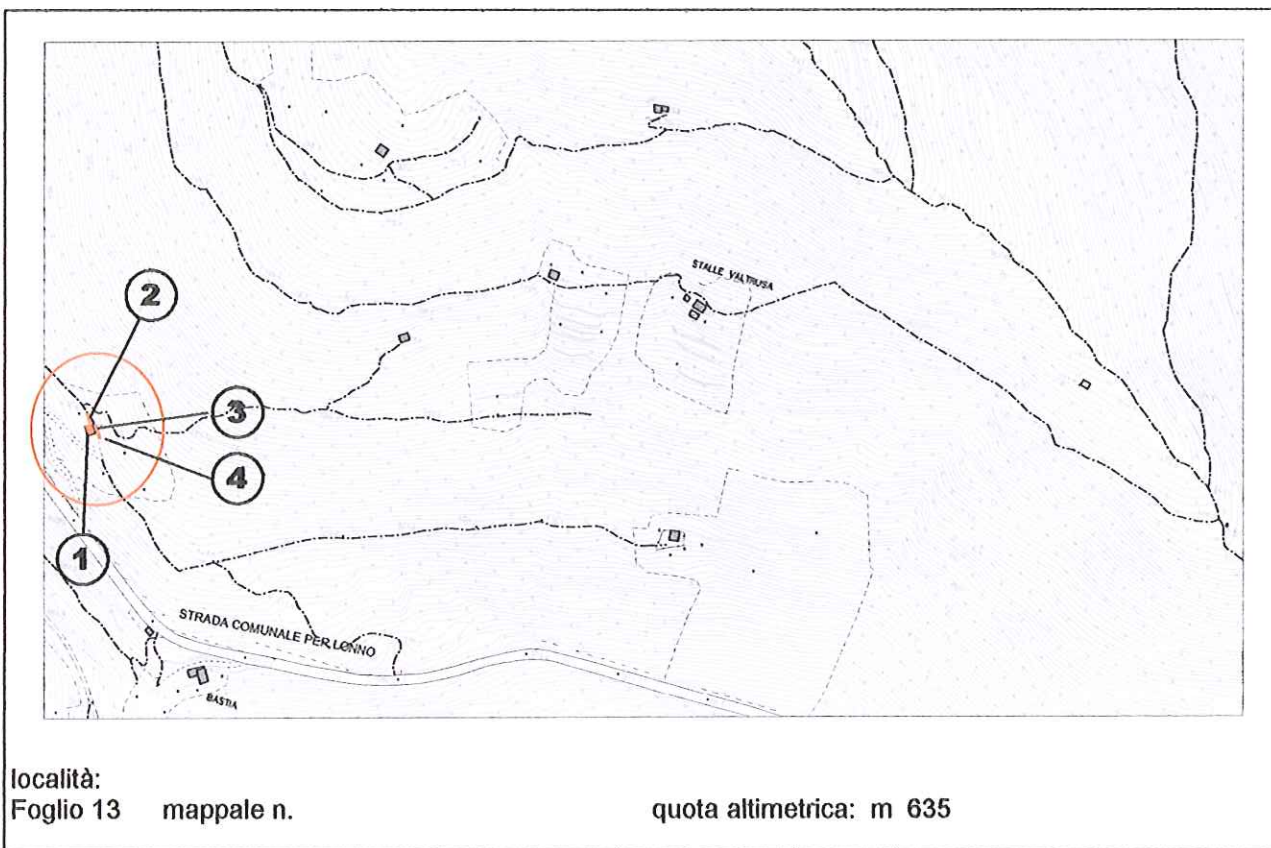 STALLE VALTRUSA
2
3
4
1
STRADA COMUNALE PER LONNO
BASTIA
località:
Foglio 13 mappale n. quota altimetrica: m 635